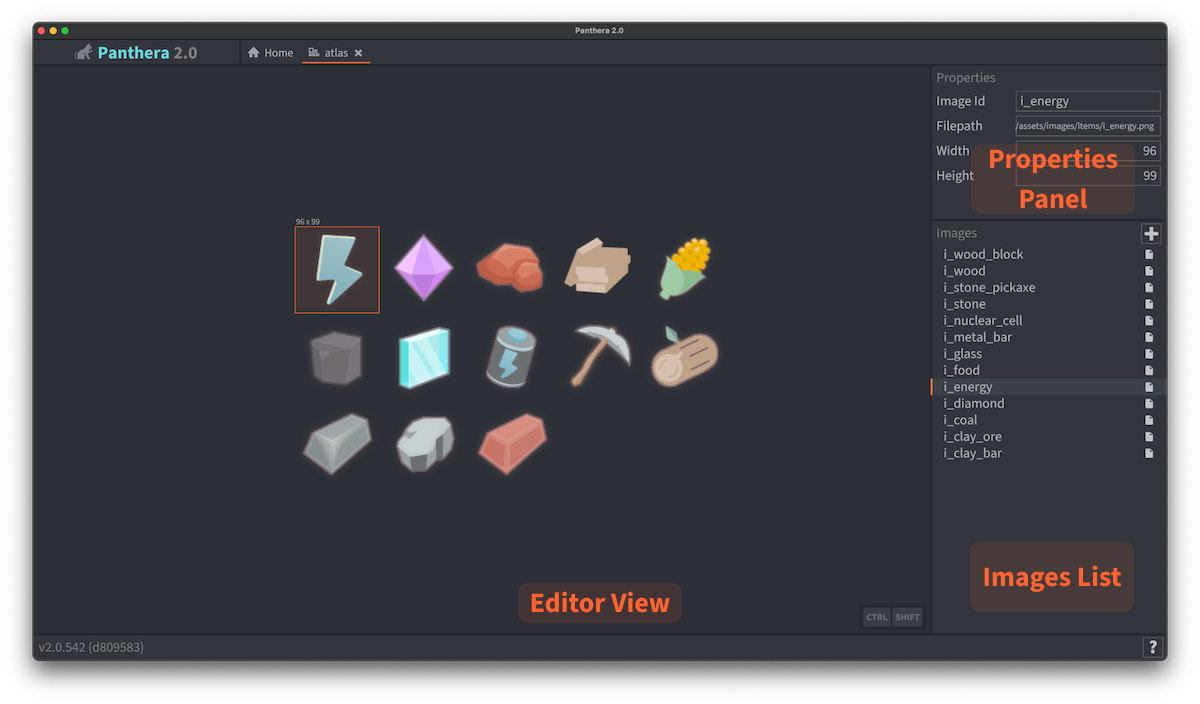 Panthera 2.0
Panthera 2.0
Home
atlas
Properties
Image Id
i_energy
Filepath
/assets/images/items/i_energy.png
Width
96
Height
99
Properties
Panel
96 x 99
Images
i_wood_block
i_wood
i_stone_pickaxe
i_stone
i_nuclear_cell
i_metal_bar
i_glass
i_food
i_energy
i_diamond
i_coal
i_clay_ore
i_clay_bar
Images List
Editor View
CTRL SHIFT
v2.0.542 (d809583)
?